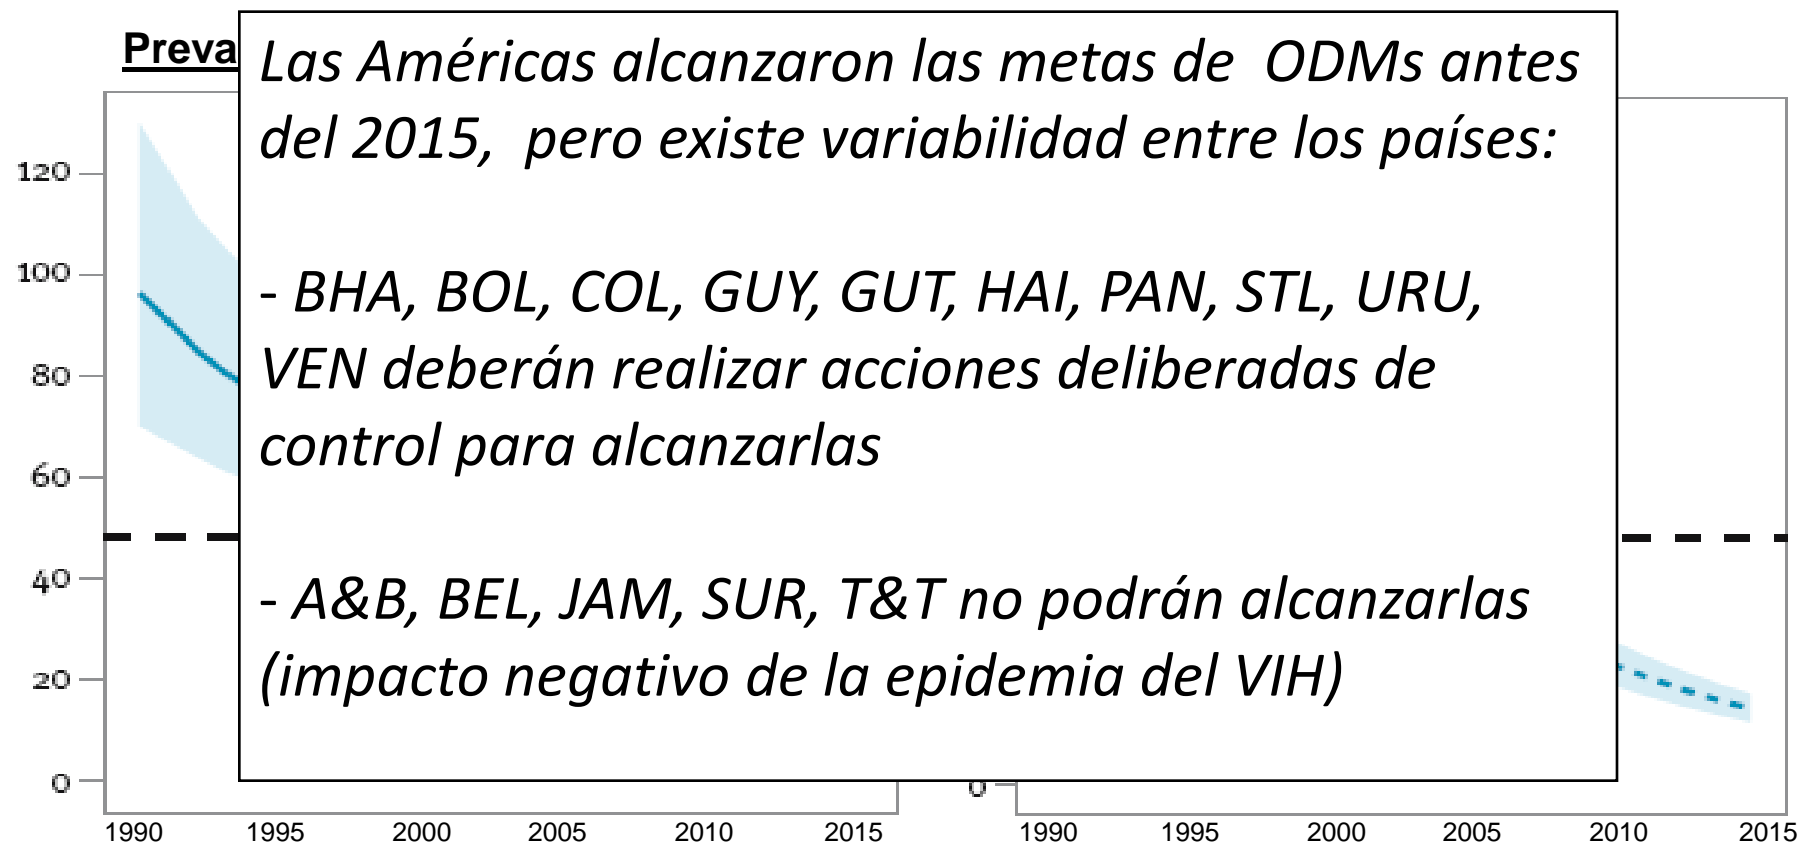 Preva
Las Américas alcanzaron las metas de ODMs antes
del 2015, pero existe variabilidad entre los países:
- BHA, BOL, COL, GUY, GUT, HAI, PAN, STL, URU,
VEN deberán realizar acciones deliberadas de
control para alcanzarlas
- A&B, BEL, JAM, SUR, T&T no podrán alcanzarlas
(impacto negativo de la epidemia del VIH)
120
100
80
60
40
20
0
0
1990 1995 2000 2005 2010 2015
1990 1995 2000 2005 2010 2015